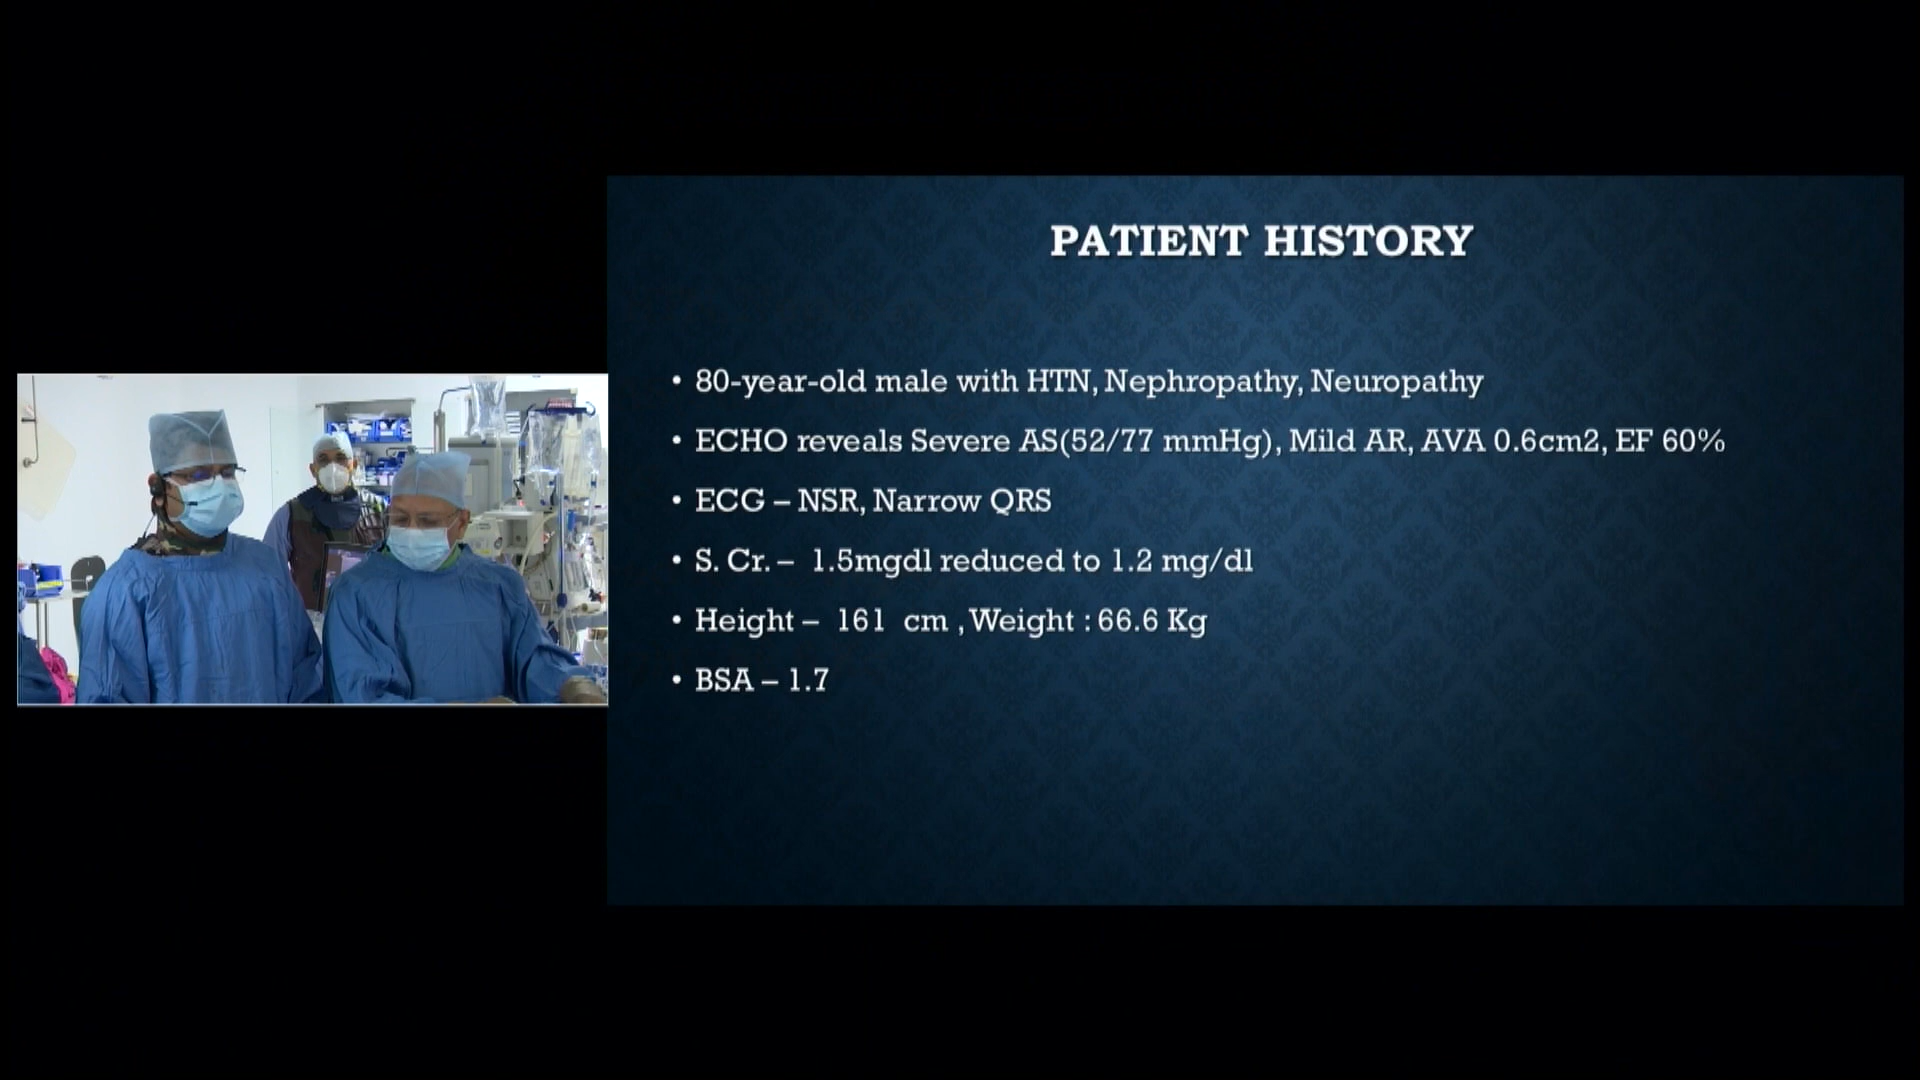 PATIENT HISTORY
• 80-year-old male with HTN, Nephropathy, Neuropathy
• ECHO reveals Severe AS(52/77 mmHg), Mild AR, AVA 0.6cm2, EF 60%
• ECG – NSR, Narrow QRS
• S. Cr. – 1.5mgdl reduced to 1.2 mg/dl
• Height – 161 cm , Weight : 66.6 Kg
• BSA – 1.7